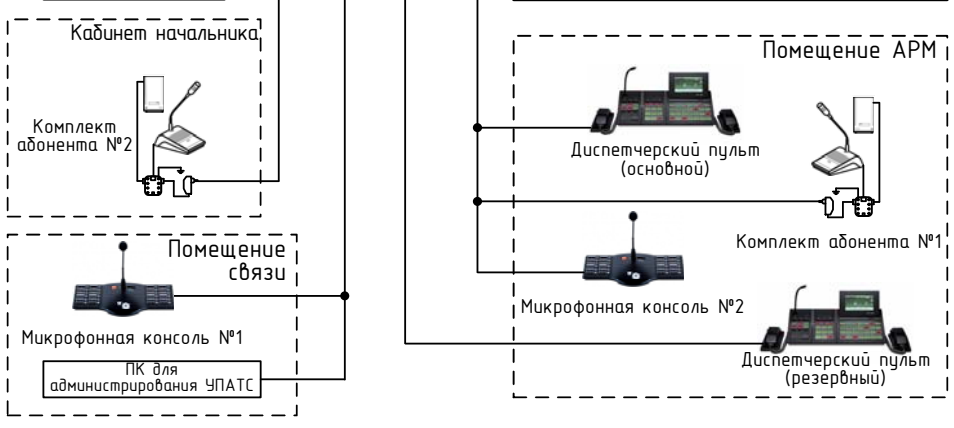 Кабинет начальника
Комплект
абонента №2
Помещение
связи
Микрофонная консоль №1
ПК для
администрирования УПАТС
Помещение АРМ
Диспетчерский пульт
(основной)
Комплект абонента №1
Микрофонная консоль №2
Диспетчерский пульт
(резервный)